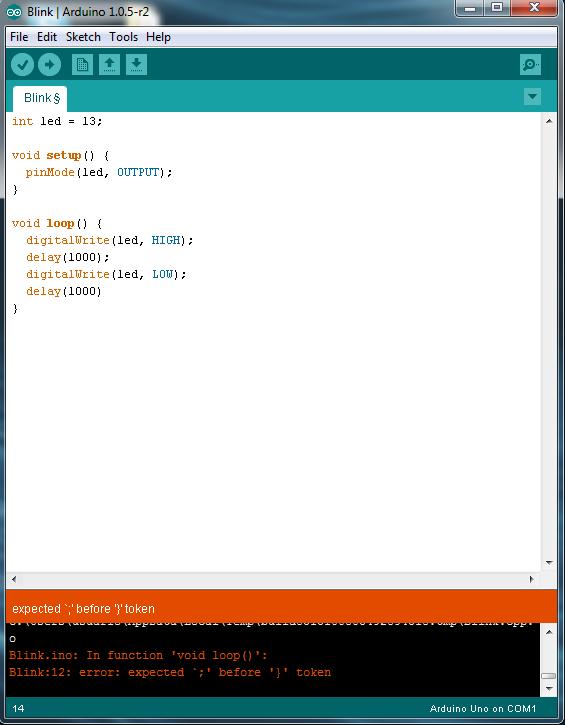 Blink | Arduino 1.0.5-r2
File Edit Sketch Tools Help
Blink §
int led = 13;
void setup() {
pinMode(led, OUTPUT);
}
void loop() {
digitalWrite(led, HIGH);
delay(1000);
digitalWrite(led, LOW);
delay(1000)
}
expected `;' before '}' token
o
Blink.ino: In function 'void loop()':
Blink:12: error: expected `;' before '}' token
14 Arduino Uno on COM1